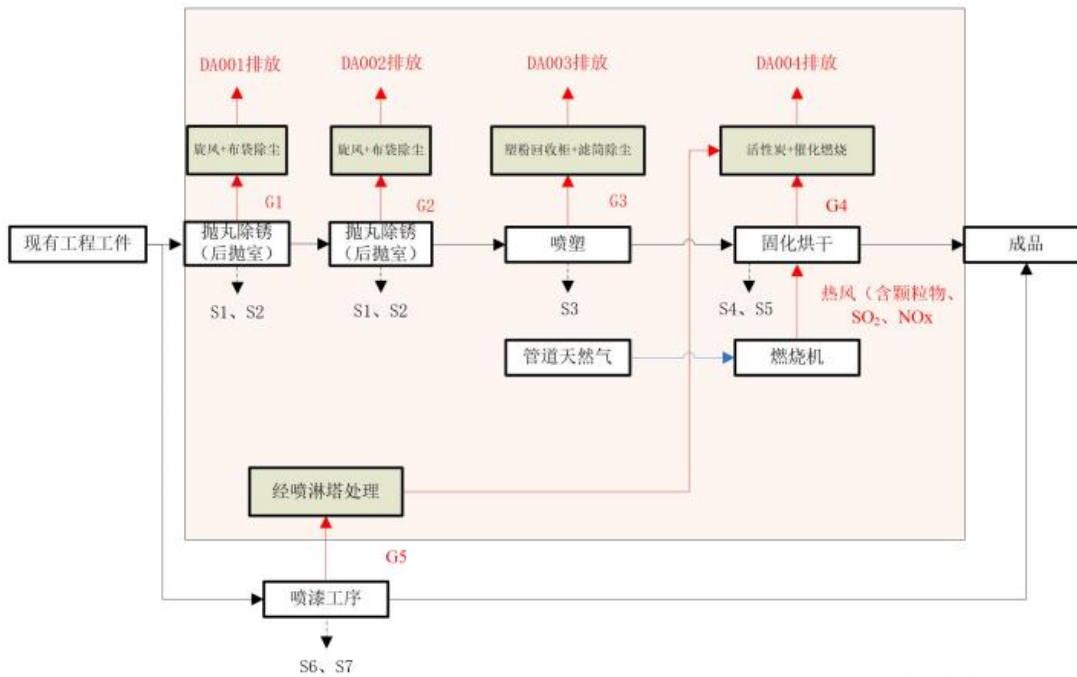 DA001排放
DA002排放
DA003排放
DA004排放
旋风+布袋除尘
旋风+布袋除尘
塑粉回收柜+滤筒除尘
活性炭+催化燃烧
G1
G2
G3
G4
现有工程工件
抛丸除锈
（后抛室）
抛丸除锈
（后抛室）
喷塑
固化烘干
成品
S1、S2
S1、S2
S3
S4、S5
热风（含颗粒物、
SO₂、NOx
管道天然气
燃烧机
经喷淋塔处理
G5
喷漆工序
S6、S7